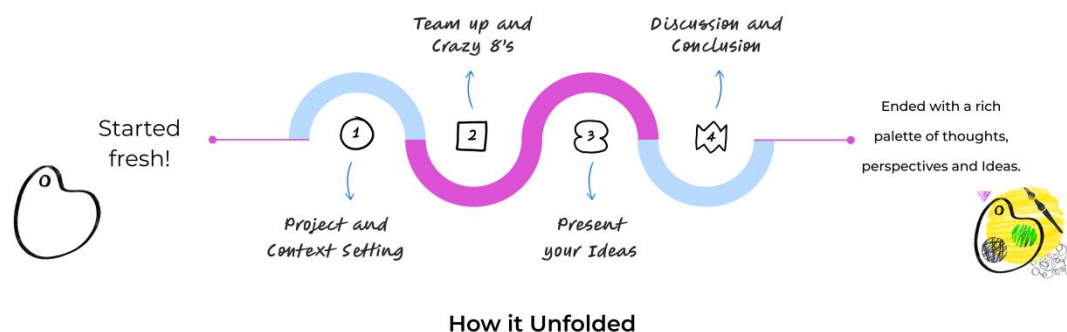 Started
fresh!
1
Project and
Context Setting
Team up and
Crazy 8's
2
3
Present
your Ideas
Discussion and
Conclusion
4
Ended with a rich
palette of thoughts,
perspectives and Ideas.
How it Unfolded